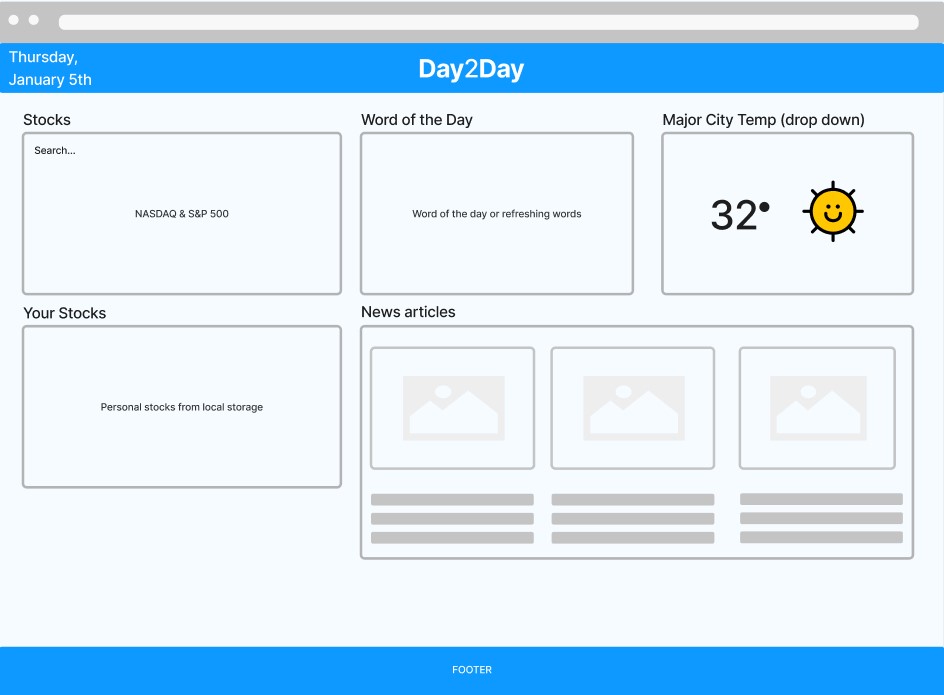 Thursday,
January 5th
Day2Day
Stocks
Search...
NASDAQ & S&P 500
Word of the Day
Word of the day or refreshing words
Major City Temp (drop down)
32°
Your Stocks
Personal stocks from local storage
News articles
FOOTER